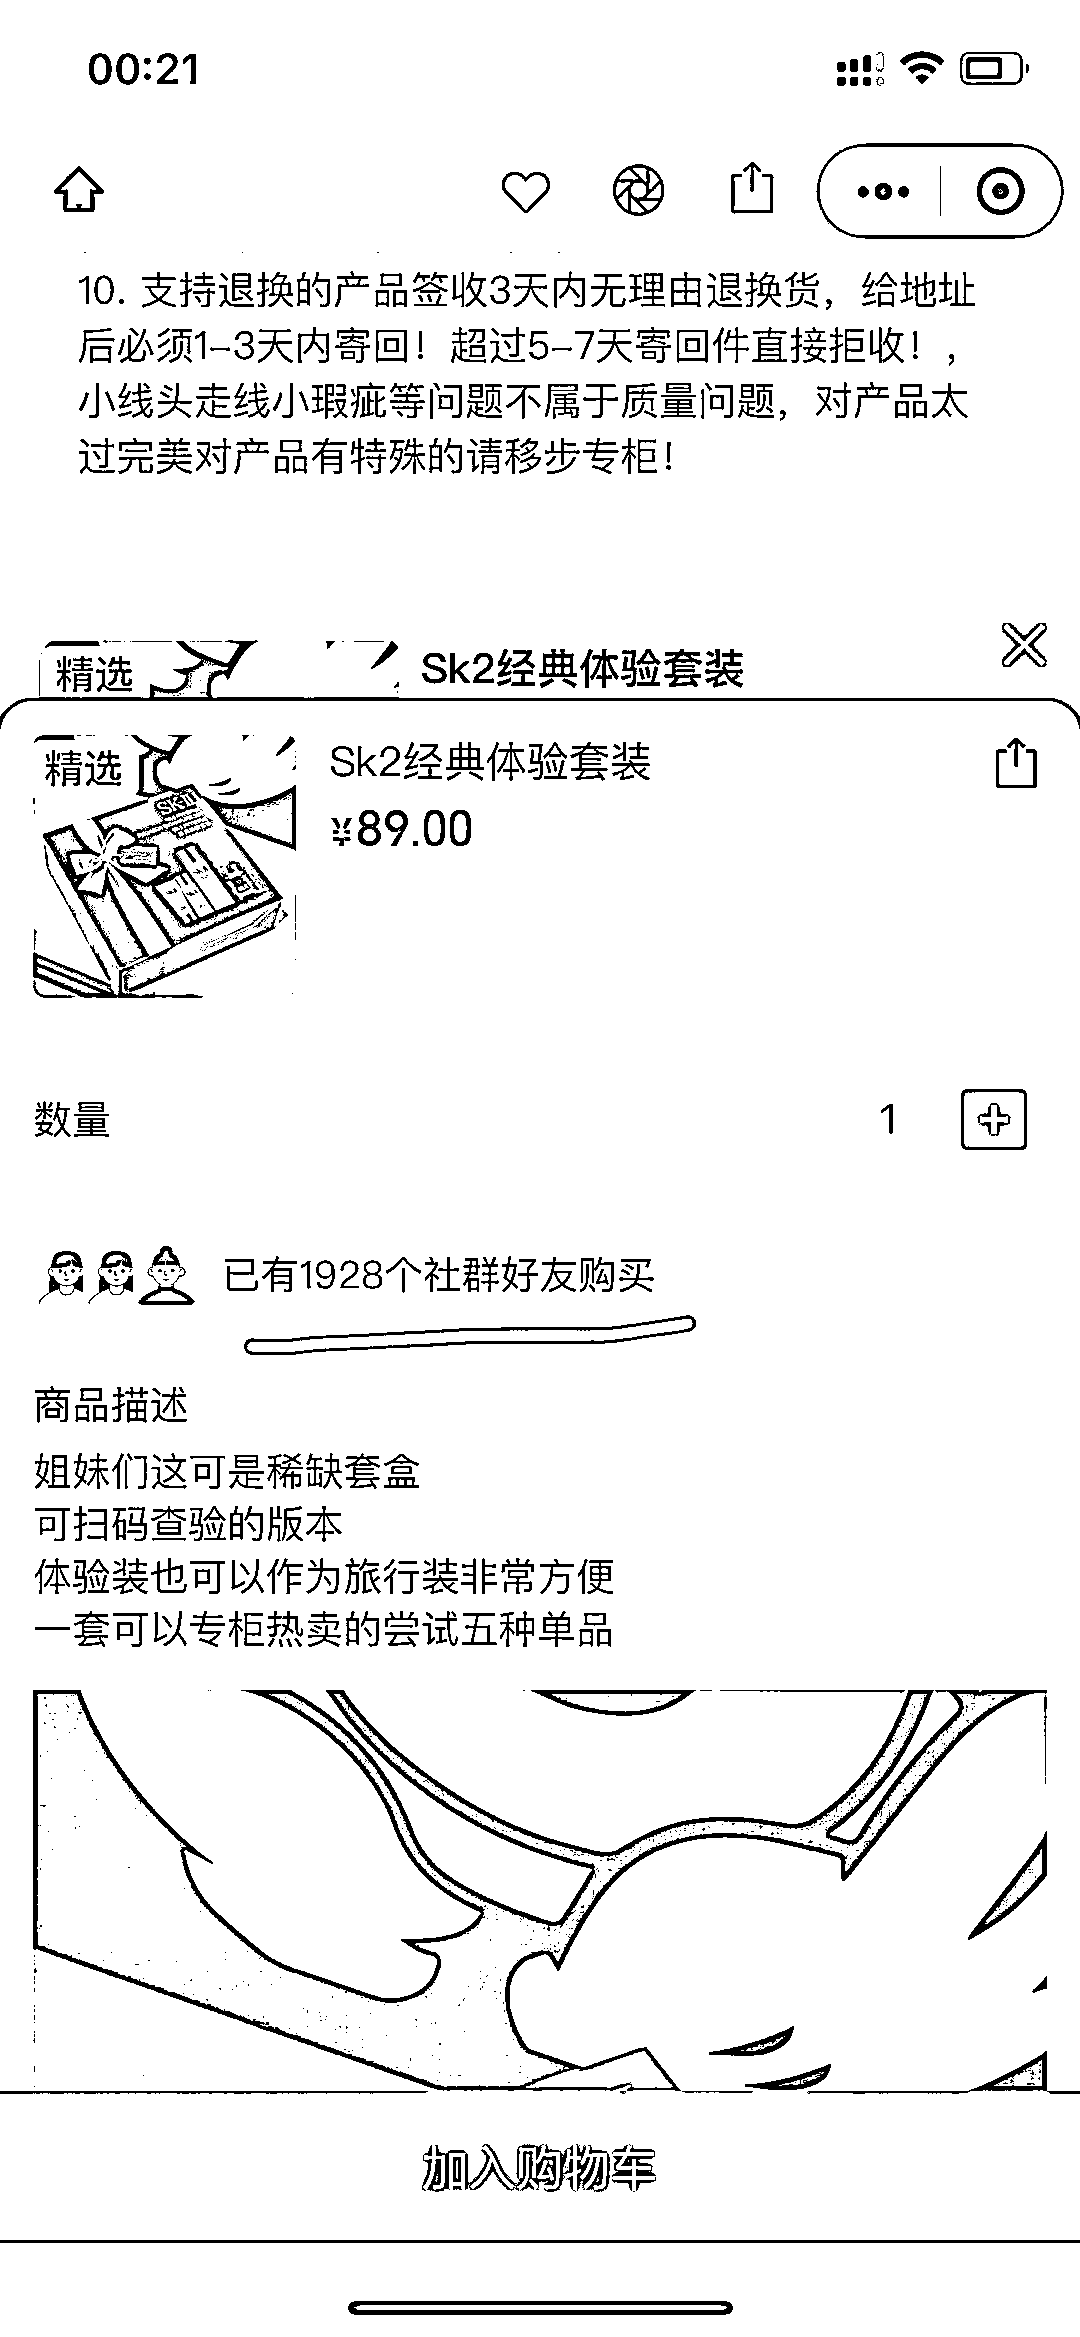 00:21
10. 支持退换的产品签收3天内无理由退换货，给地址
后必须1-3天内寄回！超过5-7天寄回件直接拒收！，
小线头走线小瑕疵等问题不属于质量问题，对产品太
过完美对产品有特殊的请移步专柜！
精选
Sk2经典体验套装
精选
Sk2经典体验套装
¥89.00
数量
1
已有1928个社群好友购买
商品描述
姐妹们这可是稀缺套盒
可扫码查验的版本
体验装也可以作为旅行装非常方便
一套可以专柜热卖的尝试五种单品
加入购物车